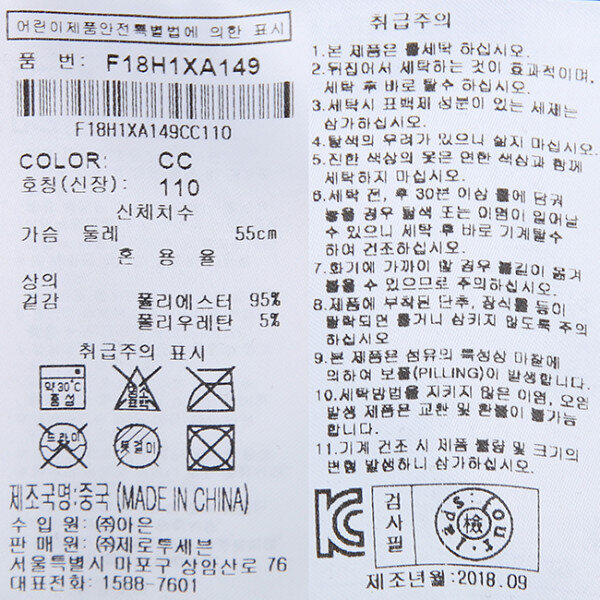 어린이제품안전특별법에 의한 표시
품 번: F18H1XA149
F18H1XA149CC110
COLOR: CC
호칭(신장): 110
신체치수
가슴 둘레 55cm
혼 용 율
상의
겉감
폴리에스터 95%
폴리우레탄 5%
취급주의 표시
약30℃
중성
염소
표백
드라이
옷걸이
제조국명:중국 (MADE IN CHINA)
수 입 원 : ㈜아은
판 매 원 : ㈜제로투세븐
서울특별시 마포구 상암산로 76
대표전화: 1588-7601
취급주의
1.본 제품은 물세탁 하십시오.
2.뒤집어서 세탁하는 것이 효과적이며,
세탁 후 바로 탈수 하십시오.
3.세탁시 표백제 성분이 있는 세제는
삼가하십시오.
4.탈색의 우려가 있으니 삶지 마십시오.
5.진한 색상의 옷은 연한 색상과 함께
세탁하지 마십시오.
6.세탁 전, 후 30분 이상 물에 담궈
놓을 경우 탈색 또는 이염이 일어날
수 있으니 세탁 후 바로 기계탈수
하여 건조하십시오.
7.화기에 가까이 할 경우 불길이 옮겨
붙을 수 있으므로 주의하십시오.
8.제품에 부착된 단추, 장식물 등이
탈락되면 물거나 삼키지 않도록 주의
하십시오
9.본 제품은 섬유의 특성상 마찰에
의하여 보풀(PILLING)이 발생합니다.
10.세탁방법을 지키지 않은 이염, 오염
발생 제품은 교환 및 환불이 불가능
합니다.
11.기계 건조 시 제품 불량 및 크기의
변형 발생하니 삼가하십시오.
검사필
檢
제조년월:2018.09